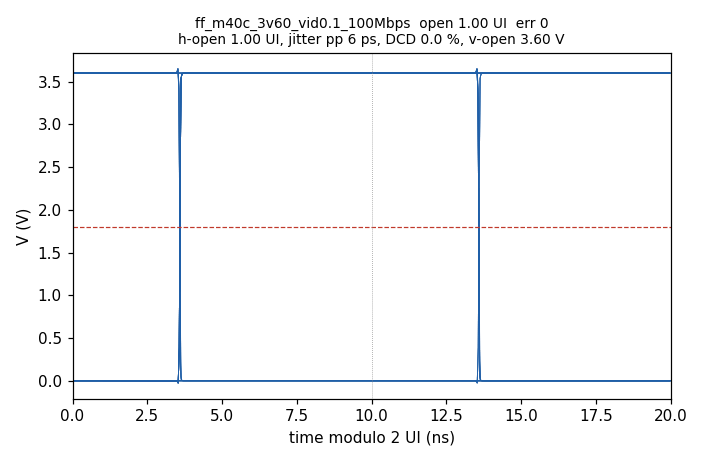 ff_m40c_3v60_vid0.1_100Mbps  open 1.00 UI  err 0
h-open 1.00 UI, jitter pp 6 ps, DCD 0.0 %, v-open 3.60 V
V (V)
3.5
3.0
2.5
2.0
1.5
1.0
0.5
0.0
0.0 2.5 5.0 7.5 10.0 12.5 15.0 17.5 20.0
time modulo 2 UI (ns)